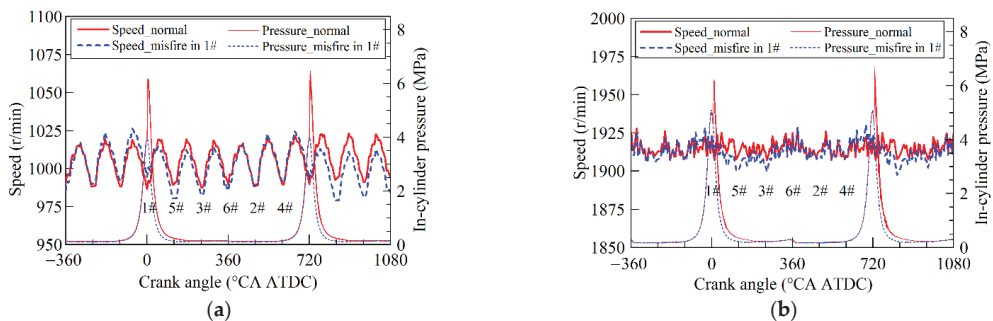 1100
1075
1050
1025
1000
975
950
Speed (r/min)
Speed_normal
Pressure_normal
Speed_misfire in 1#
Pressure_misfire in 1#
1# 5# 3# 6# 2# 4#
8
6
4
2
0
In-cylinder pressure (MPa)
−360 0 360 720 1080
Crank angle (°CA ATDC)
(a)
2000
1975
1950
1925
1900
1875
1850
Speed (r/min)
Speed_normal
Pressure_normal
Speed_misfire in 1#
Pressure_misfire in 1#
1# 5# 3# 6# 2# 4#
8
6
4
2
0
In-cylinder pressure (MPa)
−360 0 360 720 1080
Crank angle (°CA ATDC)
(b)